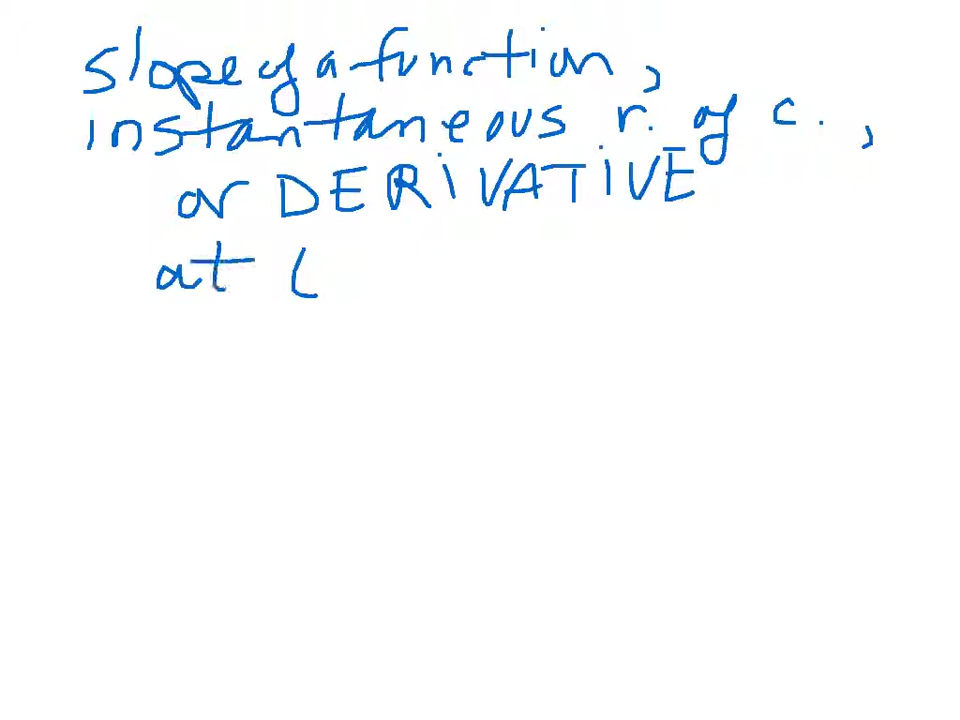 slope of a function,
instantaneous r. of c.,
or DERiVATiVE
at (